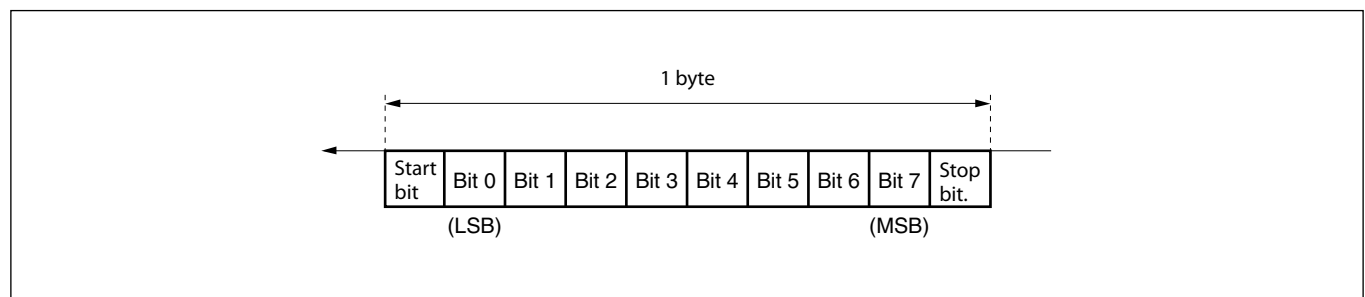 1 byte
Start bit
Bit 0
Bit 1
Bit 2
Bit 3
Bit 4
Bit 5
Bit 6
Bit 7
Stop bit.
(LSB)
(MSB)